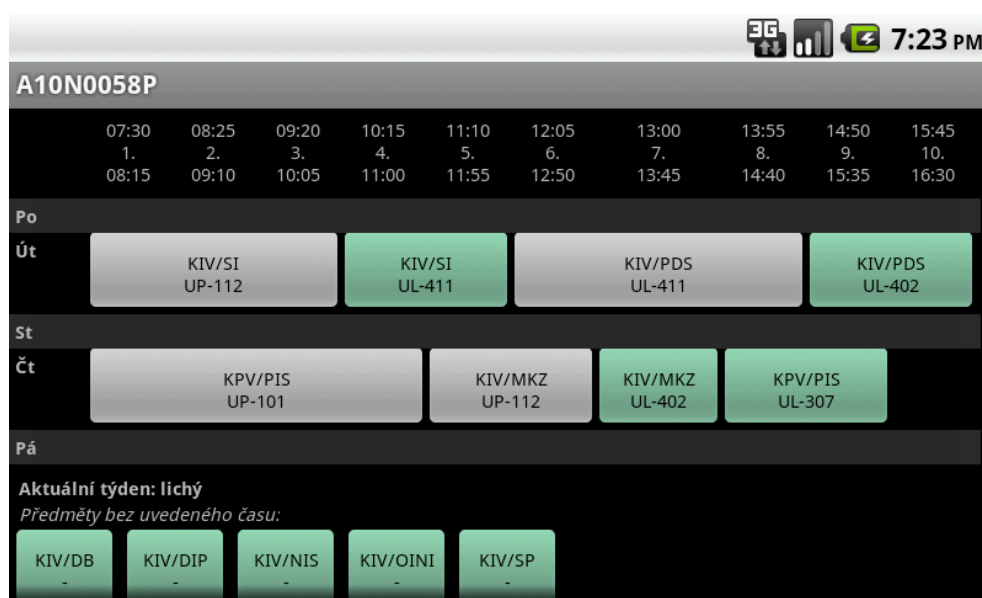 3G 7:23 PM
A10N0058P
07:30 08:25 09:20 10:15 11:10 12:05 13:00 13:55 14:50 15:45
1. 2. 3. 4. 5. 6. 7. 8. 9. 10.
08:15 09:10 10:05 11:00 11:55 12:50 13:45 14:40 15:35 16:30
Po
Út
KIV/SI KIV/SI KIV/PDS KIV/PDS
UP-112 UL-411 UL-411 UL-402
St
Čt
KPV/PIS KIV/MKZ KIV/MKZ KPV/PIS
UP-101 UP-112 UL-402 UL-307
Pá
Aktuální týden: lichý
Předměty bez uvedeného času:
KIV/DB KIV/DIP KIV/NIS KIV/OINI KIV/SP
- - - - -